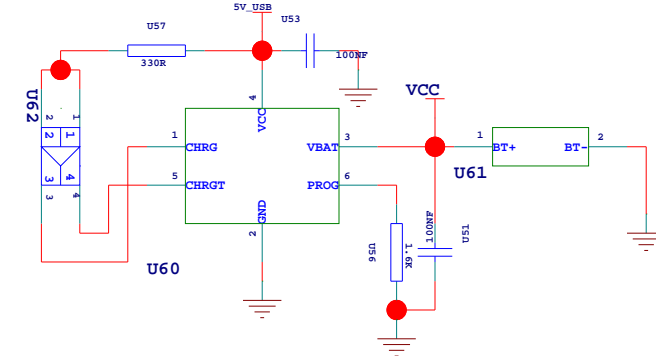 5V_USB
U57
U53
330R
100NF
VCC
U62
2
1
2
1
3
4
3
4
4
VCC
1
CHRG
VBAT
3
5
CHRGT
PROG
6
GND
2
U60
1
BT+
BT-
2
U61
U56
1.6K
100NF
U51